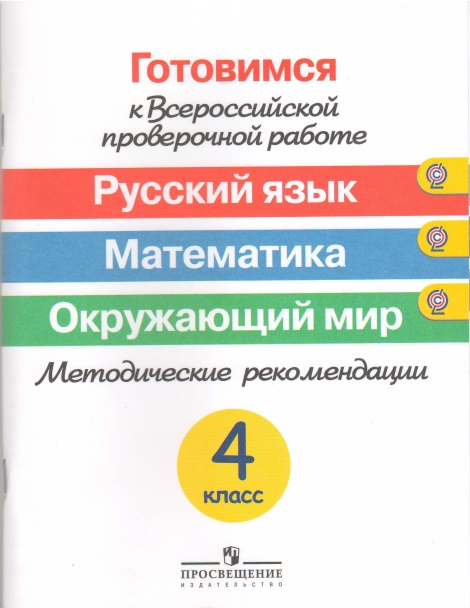 Готовимся
к Всероссийской
проверочной работе
Русский язык
Математика
Окружающий мир
Методические рекомендации
4
класс
ПРОСВЕЩЕНИЕ
ИЗДАТЕЛЬСТВО